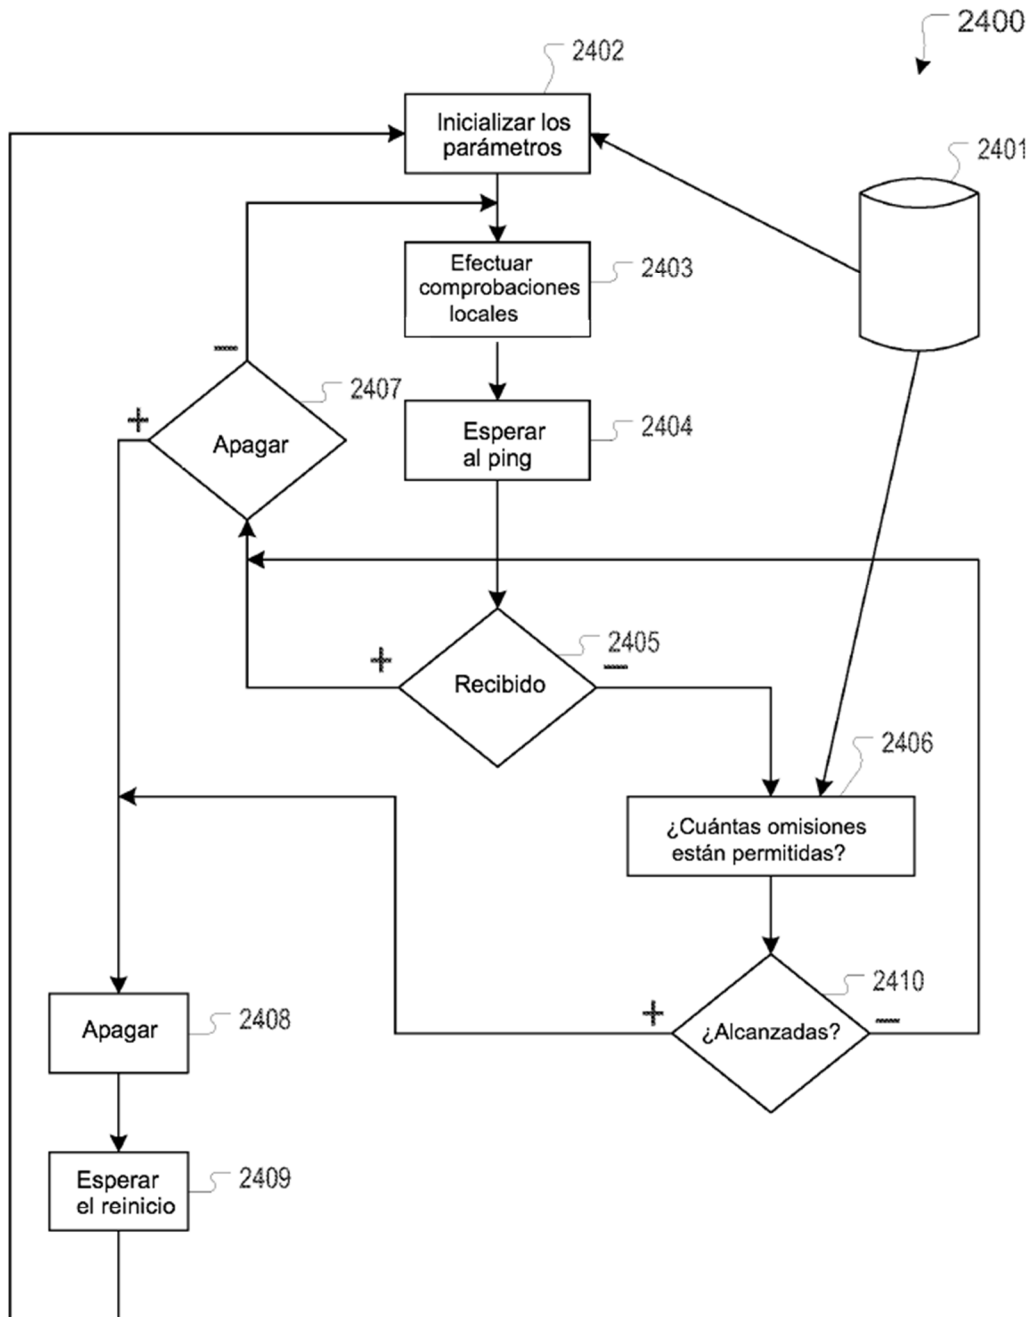 2400
2402
Inicializar los
parámetros
2401
Efectuar
comprobaciones
locales
2403
−
2407
+
Apagar
Esperar
al ping
2404
2405
+
−
Recibido
2406
¿Cuántas omisiones
están permitidas?
2410
+
−
¿Alcanzadas?
Apagar
2408
Esperar
el reinicio
2409